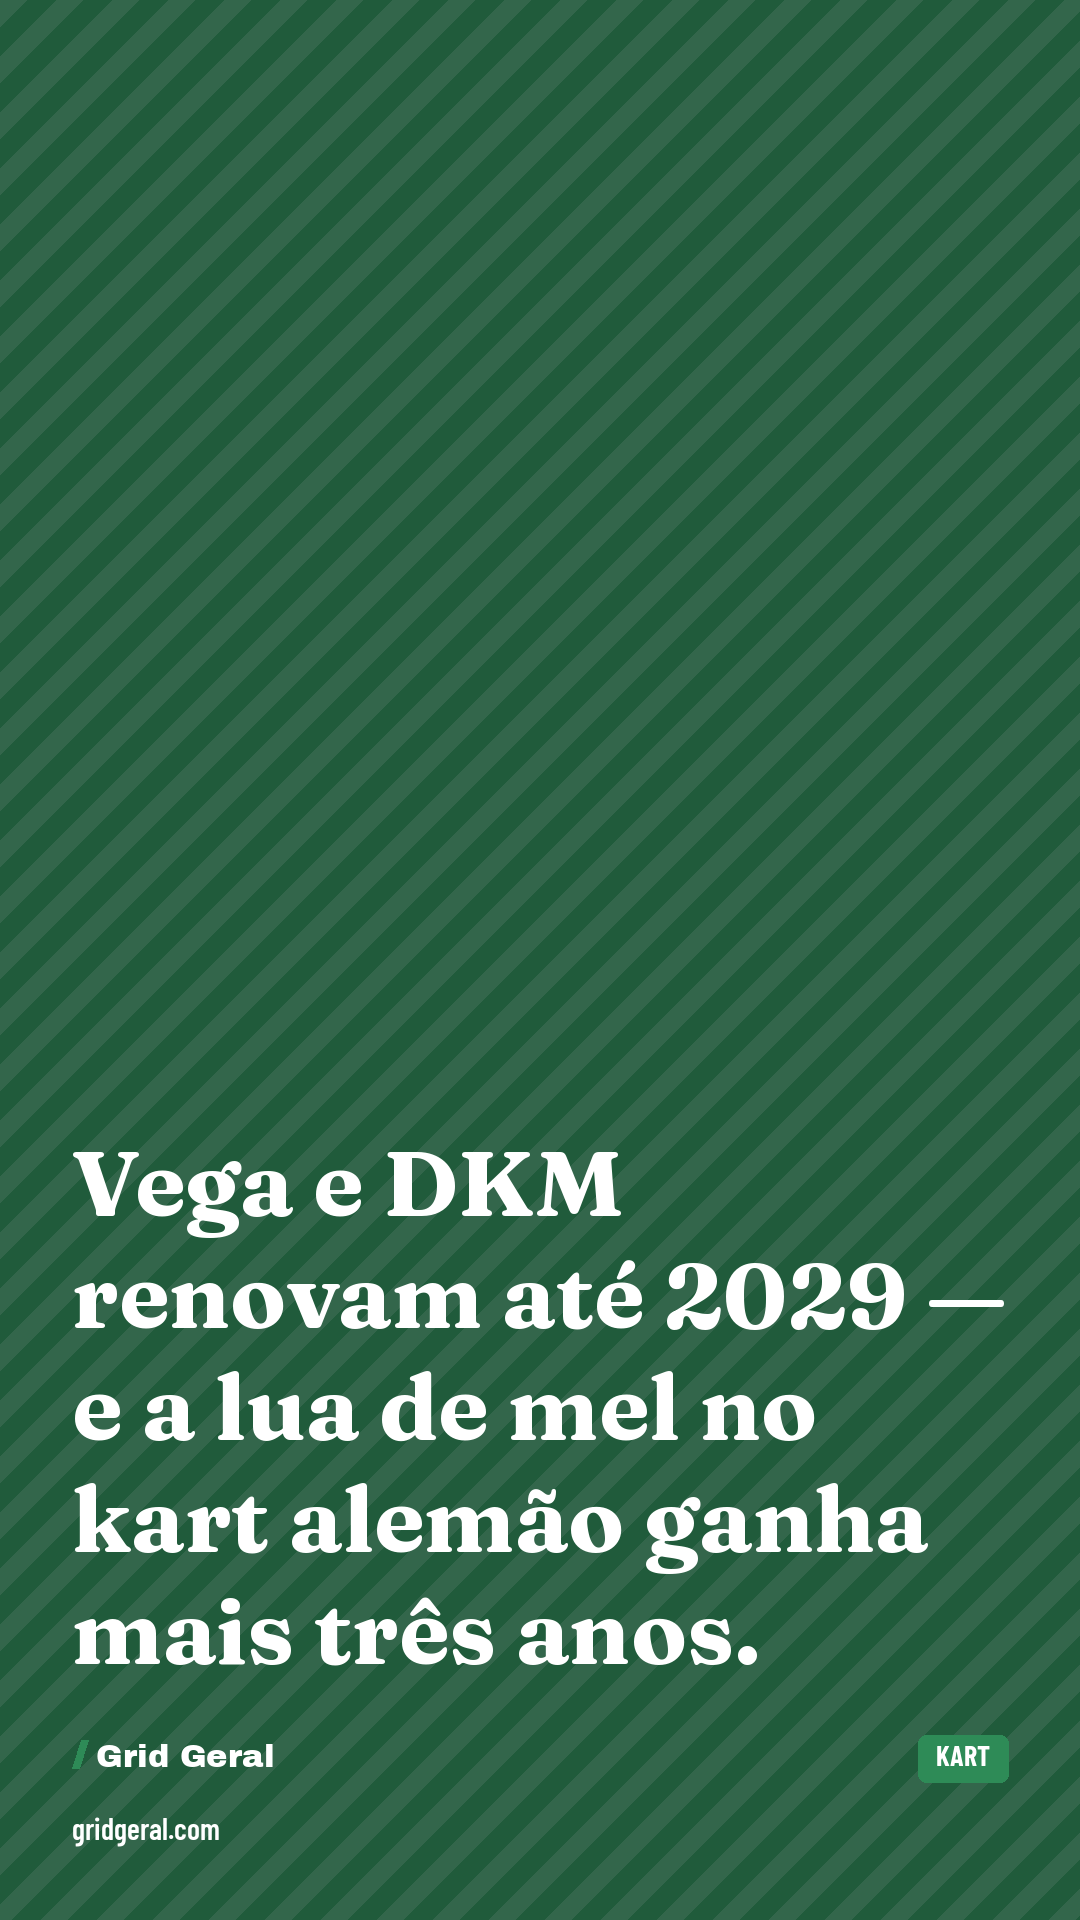 Vega e DKM
renovam até 2029 —
e a lua de mel no
kart alemão ganha
mais três anos.
/ Grid Geral
KART
gridgeral.com